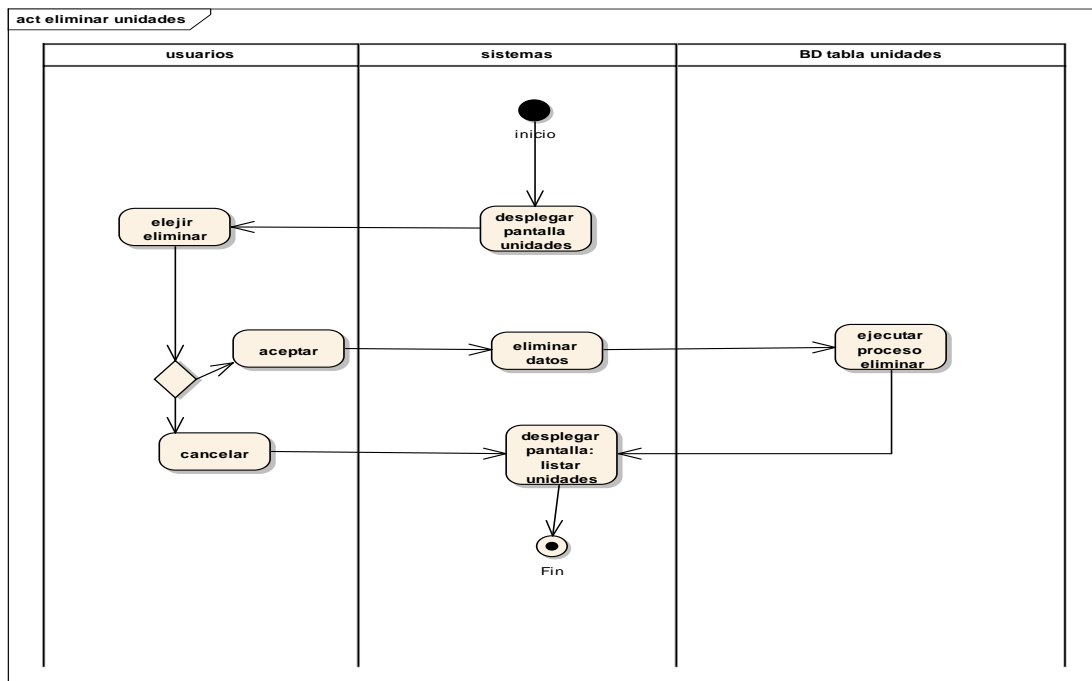 act eliminar unidades
usuarios
sistemas
BD tabla unidades
inicio
elejir
eliminar
desplegar
pantalla
unidades
aceptar
eliminar
datos
ejecutar
proceso
eliminar
cancelar
desplegar
pantalla:
listar
unidades
Fin